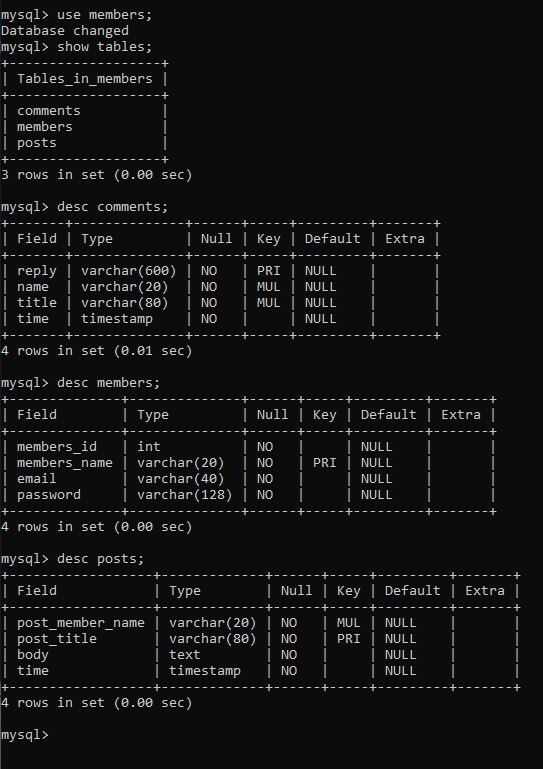 mysql> use members;
Database changed
mysql> show tables;
+-------------------+
| Tables_in_members |
+-------------------+
| comments          |
| members           |
| posts             |
+-------------------+
3 rows in set (0.00 sec)

mysql> desc comments;
+-------+--------------+------+-----+---------+-------+
| Field | Type         | Null | Key | Default | Extra |
+-------+--------------+------+-----+---------+-------+
| reply | varchar(600) | NO   | PRI | NULL    |       |
| name  | varchar(20)  | NO   | MUL | NULL    |       |
| title | varchar(80)  | NO   | MUL | NULL    |       |
| time  | timestamp    | NO   |     | NULL    |       |
+-------+--------------+------+-----+---------+-------+
4 rows in set (0.01 sec)

mysql> desc members;
+--------------+--------------+------+-----+---------+-------+
| Field        | Type         | Null | Key | Default | Extra |
+--------------+--------------+------+-----+---------+-------+
| members_id   | int          | NO   |     | NULL    |       |
| members_name | varchar(20)  | NO   | PRI | NULL    |       |
| email        | varchar(40)  | NO   |     | NULL    |       |
| password     | varchar(128) | NO   |     | NULL    |       |
+--------------+--------------+------+-----+---------+-------+
4 rows in set (0.00 sec)

mysql> desc posts;
+------------------+-------------+------+-----+---------+-------+
| Field            | Type        | Null | Key | Default | Extra |
+------------------+-------------+------+-----+---------+-------+
| post_member_name | varchar(20) | NO   | MUL | NULL    |       |
| post_title       | varchar(80) | NO   | PRI | NULL    |       |
| body             | text        | NO   |     | NULL    |       |
| time             | timestamp   | NO   |     | NULL    |       |
+------------------+-------------+------+-----+---------+-------+
4 rows in set (0.00 sec)

mysql>